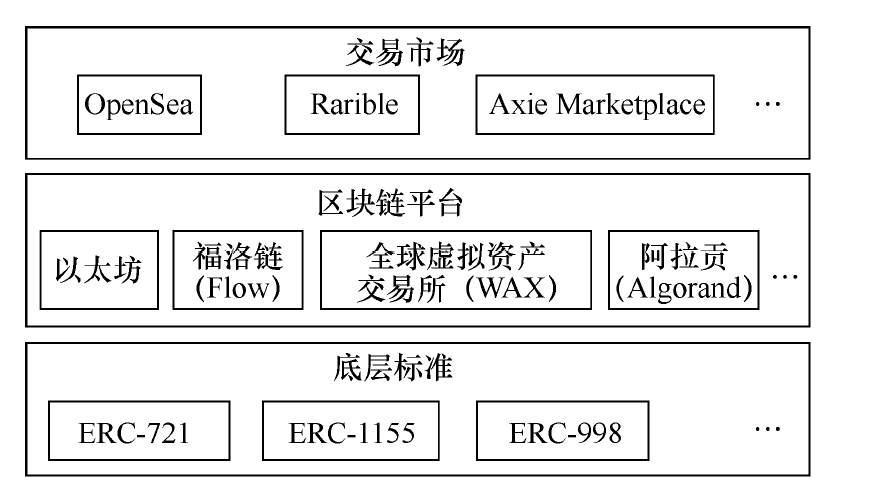 交易市场
OpenSea
Rarible
Axie Marketplace
…
区块链平台
以太坊
福洛链
(Flow)
全球虚拟资产
交易所（WAX）
阿拉贡
(Algorand)
…
底层标准
ERC-721
ERC-1155
ERC-998
…